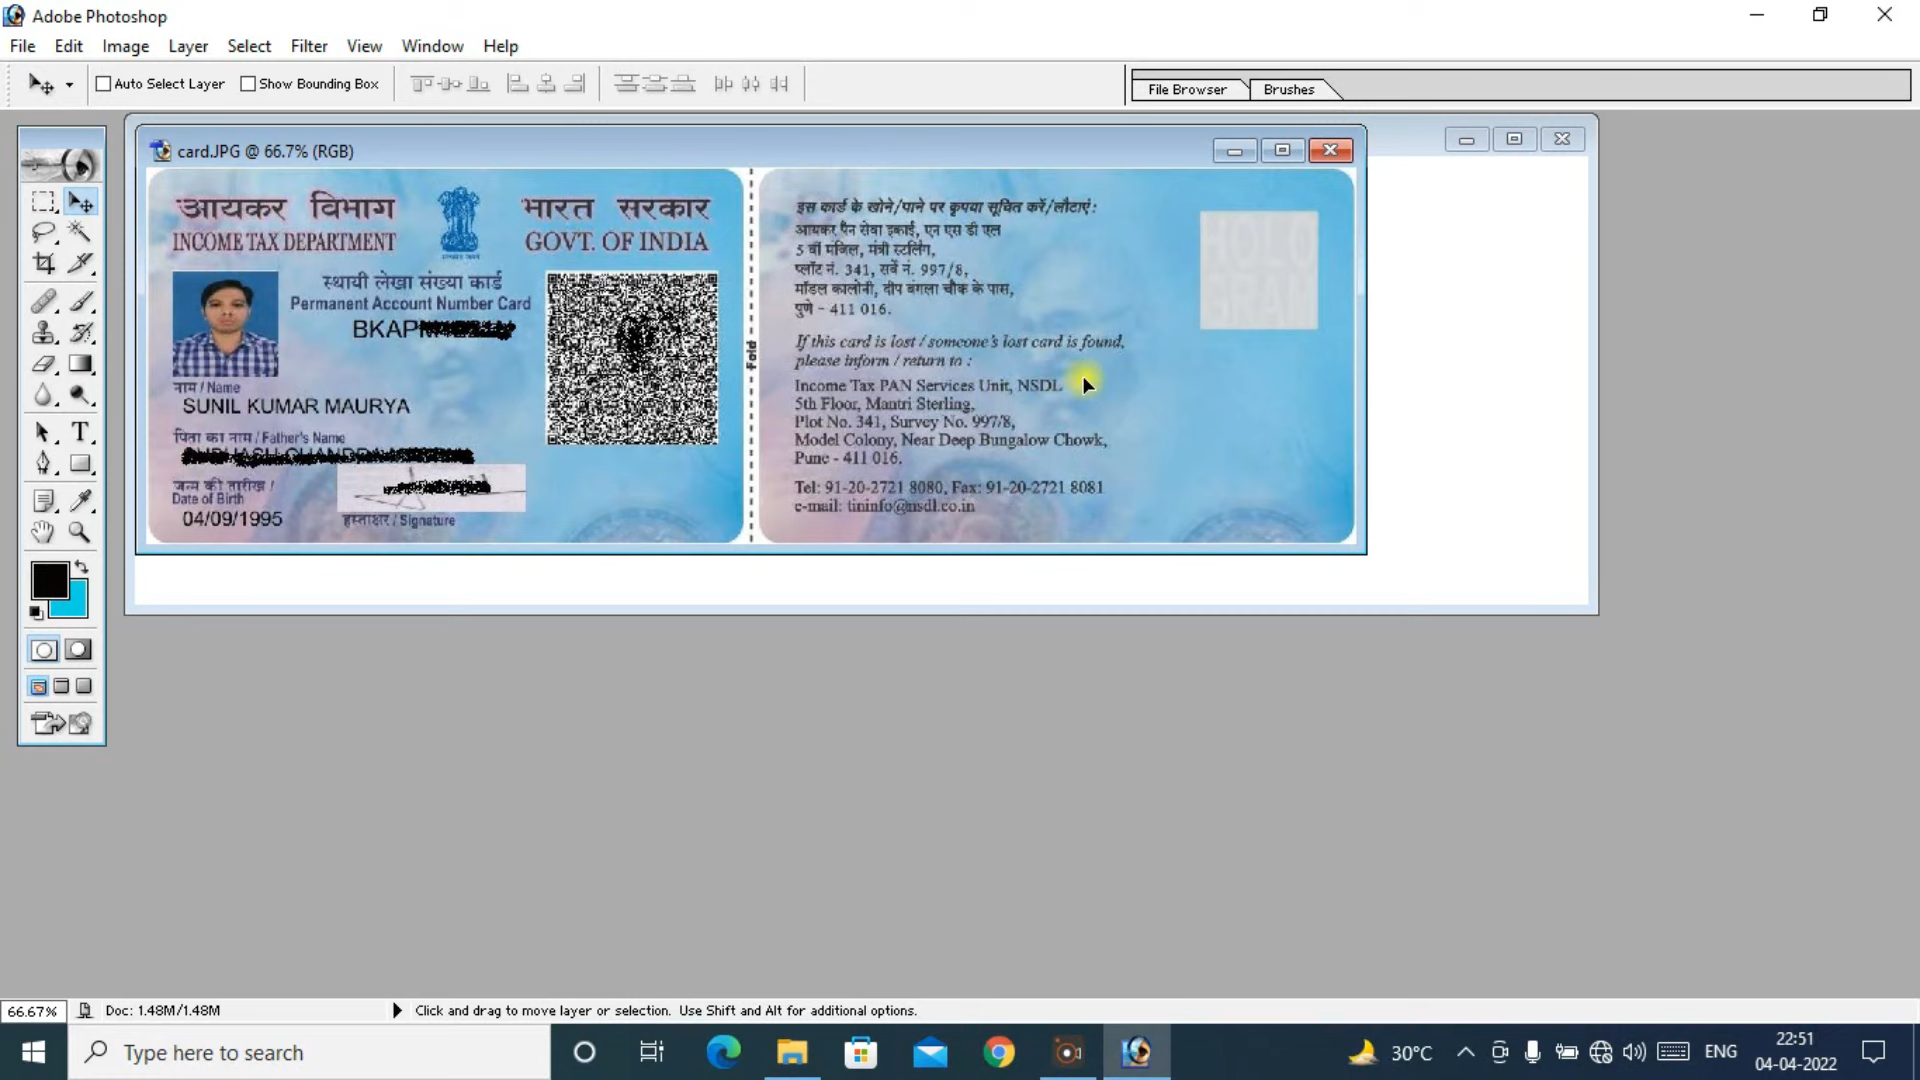 Adobe Photoshop
File Edit Image Layer Select Filter View Window Help
Auto Select Layer Show Bounding Box
File Browser Brushes
card.JPG @ 66.7% (RGB)
आयकर विभाग
INCOME TAX DEPARTMENT
भारत सरकार
GOVT. OF INDIA
स्थायी लेखा संख्या कार्ड
Permanent Account Number Card
BKAP
नाम / Name
SUNIL KUMAR MAURYA
पिता का नाम / Father's Name
जन्म की तारीख /
Date of Birth
04/09/1995
हस्ताक्षर / Signature
Fold
इस कार्ड के खोने/पाने पर कृपया सूचित करें/लौटाएं:
आयकर पैन सेवा इकाई, एन एस डी एल
5 वीं मंजिल, मंत्री स्टर्लिंग,
प्लॉट नं. 341, सर्वे नं. 997/8,
मॉडल कालोनी, दीप बंगला चौक के पास,
पुणे - 411 016.
If this card is lost / someone's lost card is found,
please inform / return to :
Income Tax PAN Services Unit, NSDL
5th Floor, Mantri Sterling,
Plot No. 341, Survey No. 997/8,
Model Colony, Near Deep Bungalow Chowk,
Pune - 411 016.
Tel: 91-20-2721 8080, Fax: 91-20-2721 8081
e-mail: tininfo@nsdl.co.in
HOLO
GRAM
66.67% Doc: 1.48M/1.48M Click and drag to move layer or selection. Use Shift and Alt for additional options.
Type here to search
30°C
ENG
22:51
04-04-2022